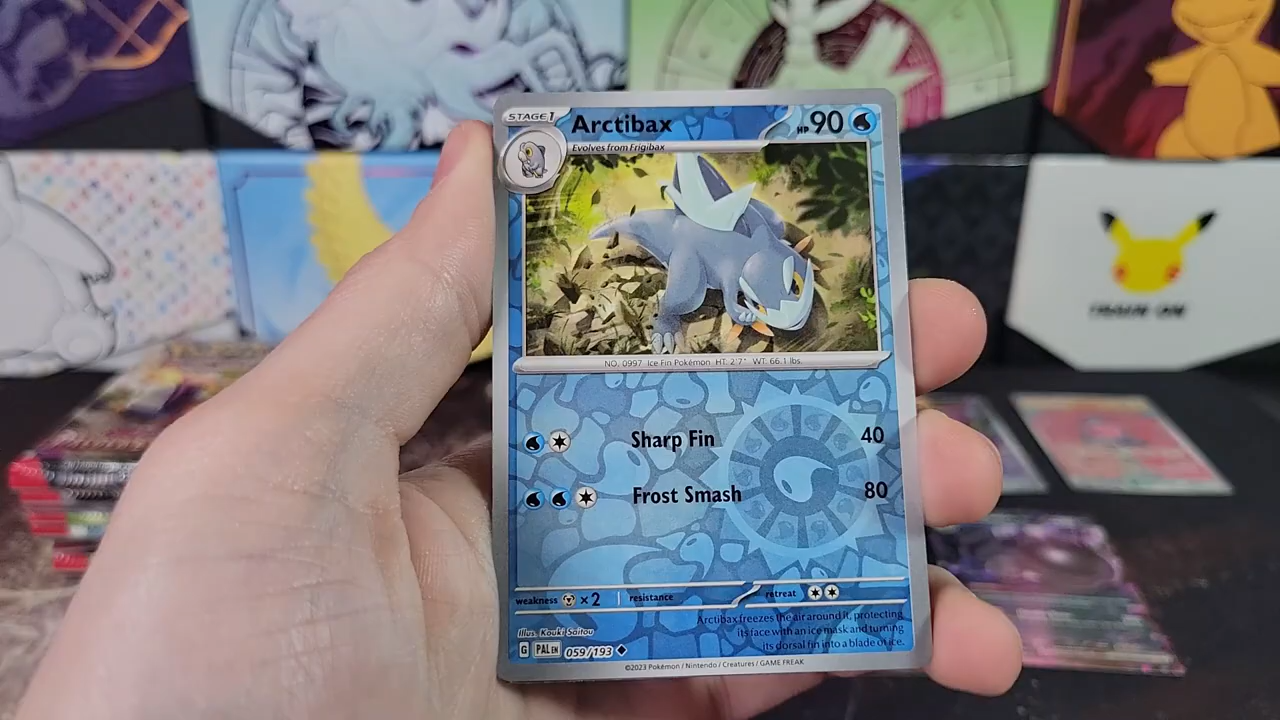 STAGE1
Arctibax
HP 90
Evolves from Frigibax
NO. 0997 Ice Fin Pokémon HT: 2'7" WT: 66.1 lbs.
Sharp Fin 40
Frost Smash 80
weakness ×2 resistance retreat
Arctibax freezes the air around it, protecting
its face with an ice mask and turning
its dorsal fin into a blade of ice.
Illus. Kouki Saitou
G PAL EN 059/193
©2023 Pokémon / Nintendo / Creatures / GAME FREAK